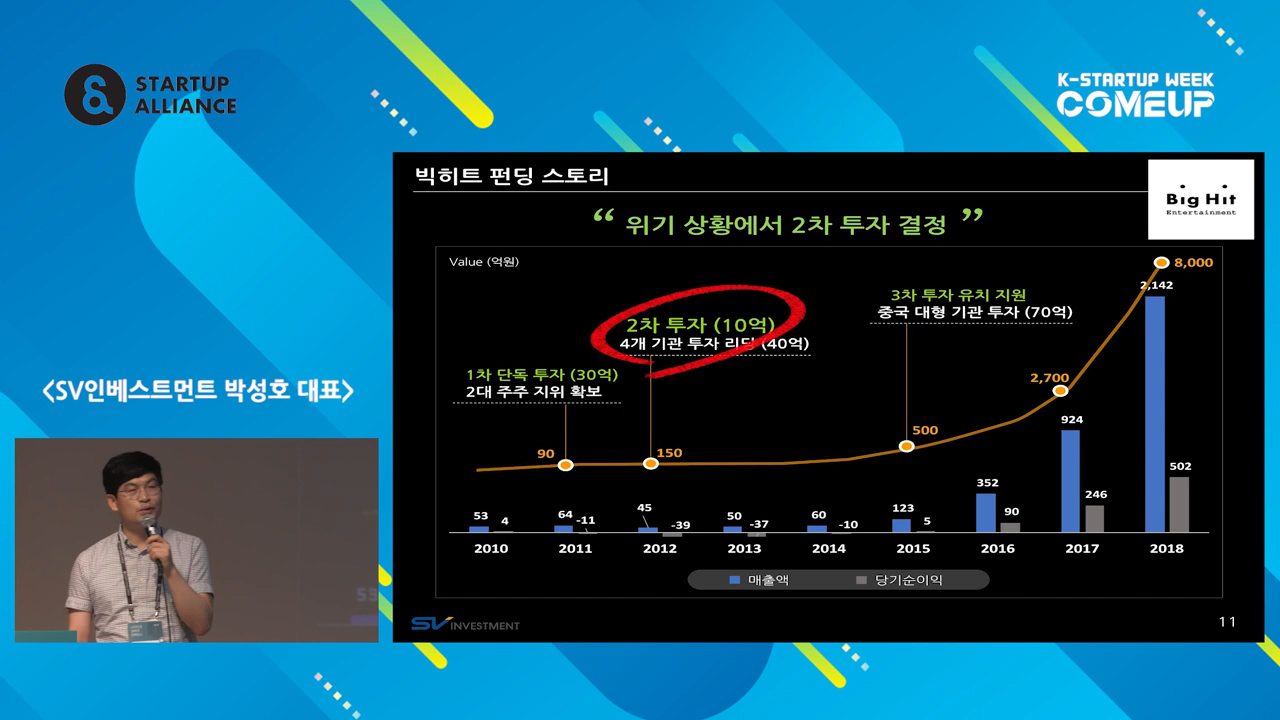 STARTUP
ALLIANCE
K-STARTUP WEEK
COMEUP
빅히트 펀딩 스토리
Big Hit
Entertainment
“ 위기 상황에서 2차 투자 결정 ”
Value (억원)
8,000
2,142
3차 투자 유치 지원
중국 대형 기관 투자 (70억)
2차 투자 (10억)
4개 기관 투자 리딩 (40억)
1차 단독 투자 (30억)
2대 주주 지위 확보
2,700
924
500
90
150
352
502
246
53
4
64
-11
45
-39
50
-37
60
-10
123
5
90
2010
2011
2012
2013
2014
2015
2016
2017
2018
매출액
당기순이익
SV INVESTMENT
11
<SV인베스트먼트 박성호 대표>
53